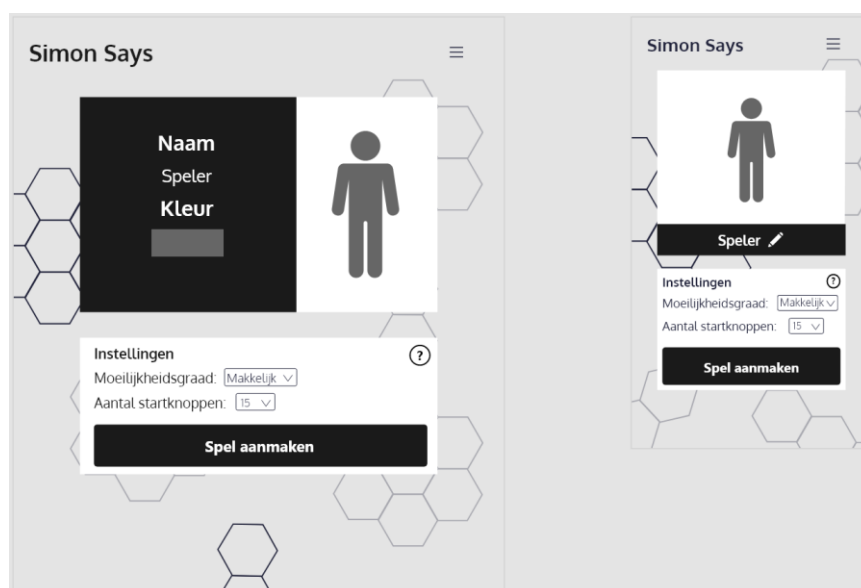 Simon Says
Naam
Speler
Kleur
Instellingen
?
Moeilijkheidsgraad: Makkelijk
Aantal startknoppen: 15
Spel aanmaken
Simon Says
Speler
Instellingen
?
Moeilijkheidsgraad: Makkelijk
Aantal startknoppen: 15
Spel aanmaken